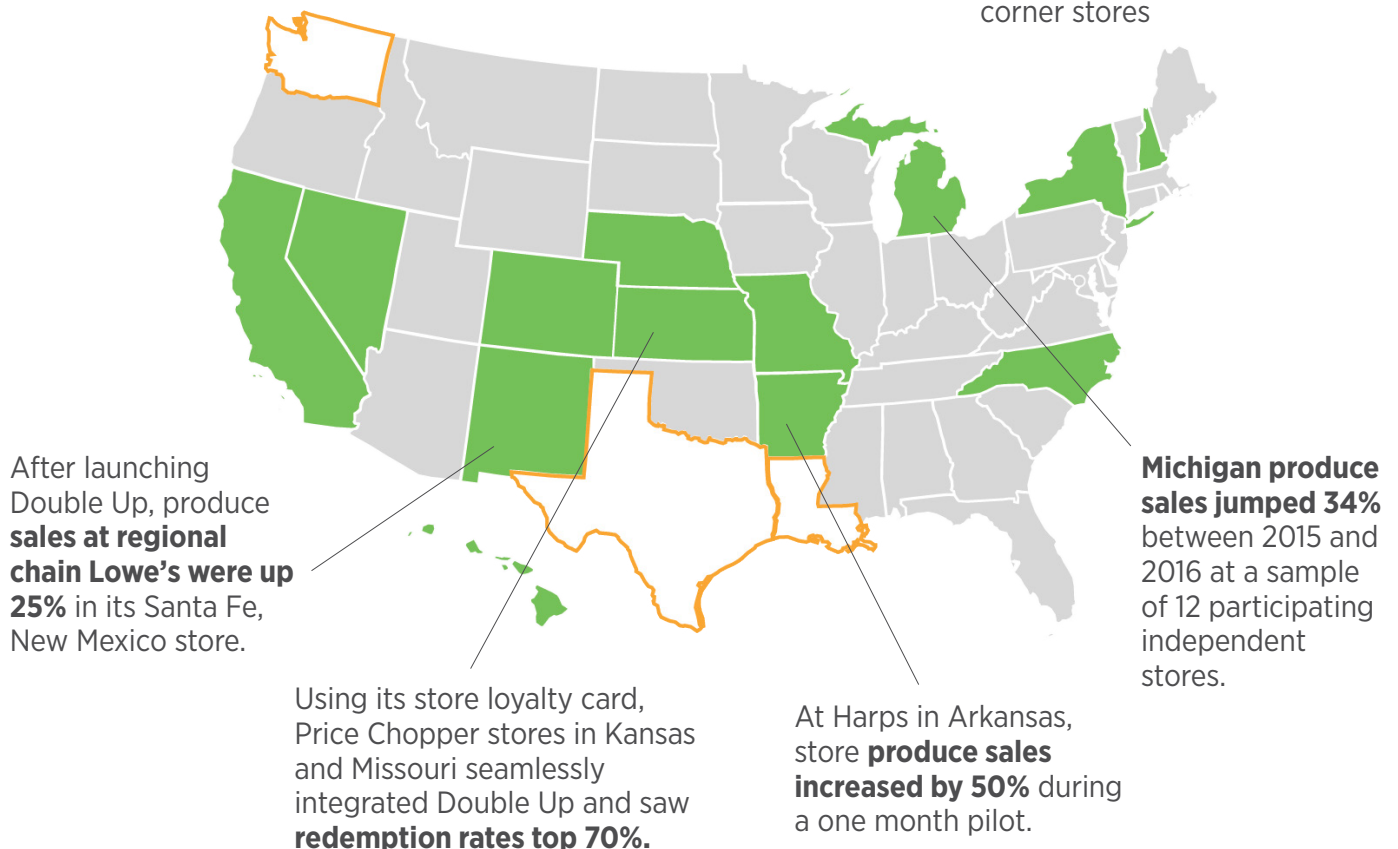 corner stores
After launching
Double Up, produce
sales at regional
chain Lowe’s were up
25% in its Santa Fe,
New Mexico store.
Using its store loyalty card,
Price Chopper stores in Kansas
and Missouri seamlessly
integrated Double Up and saw
redemption rates top 70%.
At Harps in Arkansas,
store produce sales
increased by 50% during
a one month pilot.
Michigan produce
sales jumped 34%
between 2015 and
2016 at a sample
of 12 participating
independent
stores.